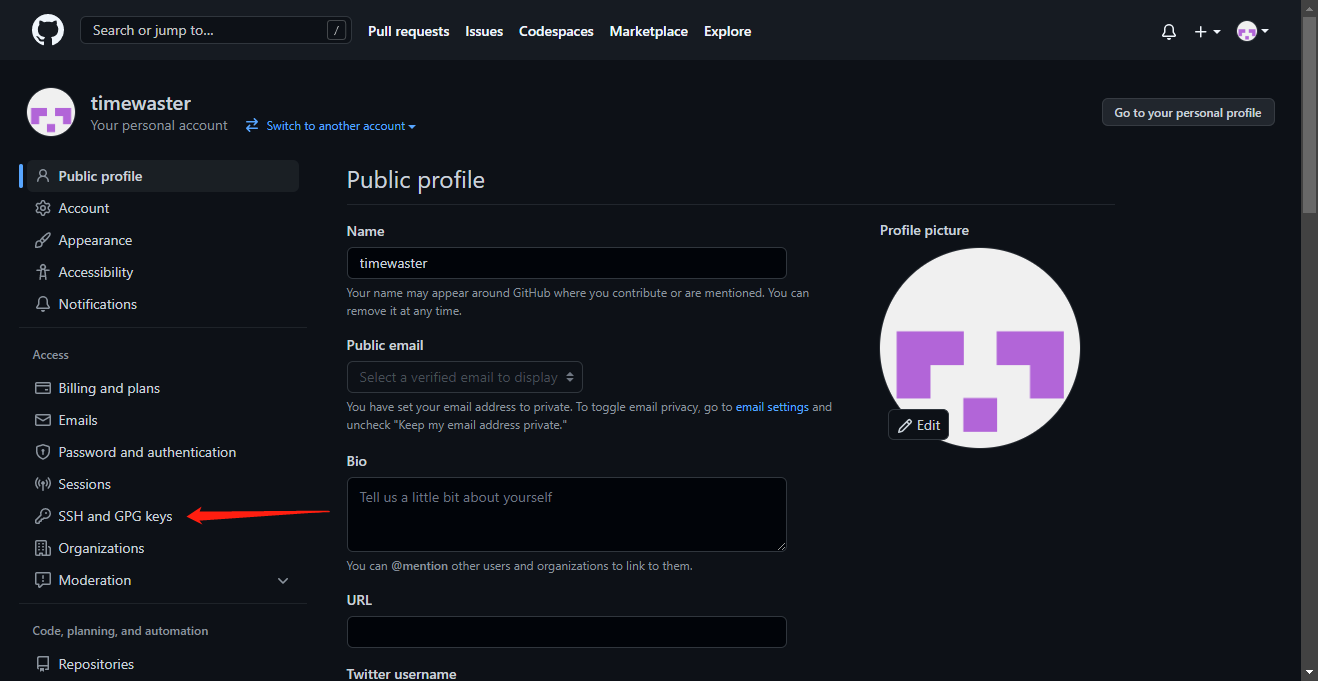 Search or jump to...
/
Pull requests
Issues
Codespaces
Marketplace
Explore
timewaster
Your personal account
Switch to another account
Go to your personal profile
Public profile
Account
Appearance
Accessibility
Notifications
Access
Billing and plans
Emails
Password and authentication
Sessions
SSH and GPG keys
Organizations
Moderation
Code, planning, and automation
Repositories
Public profile
Name
timewaster
Your name may appear around GitHub where you contribute or are mentioned. You can
remove it at any time.
Public email
Select a verified email to display
You have set your email address to private. To toggle email privacy, go to email settings and
uncheck "Keep my email address private."
Bio
Tell us a little bit about yourself
You can @mention other users and organizations to link to them.
URL
Twitter username
Profile picture
Edit